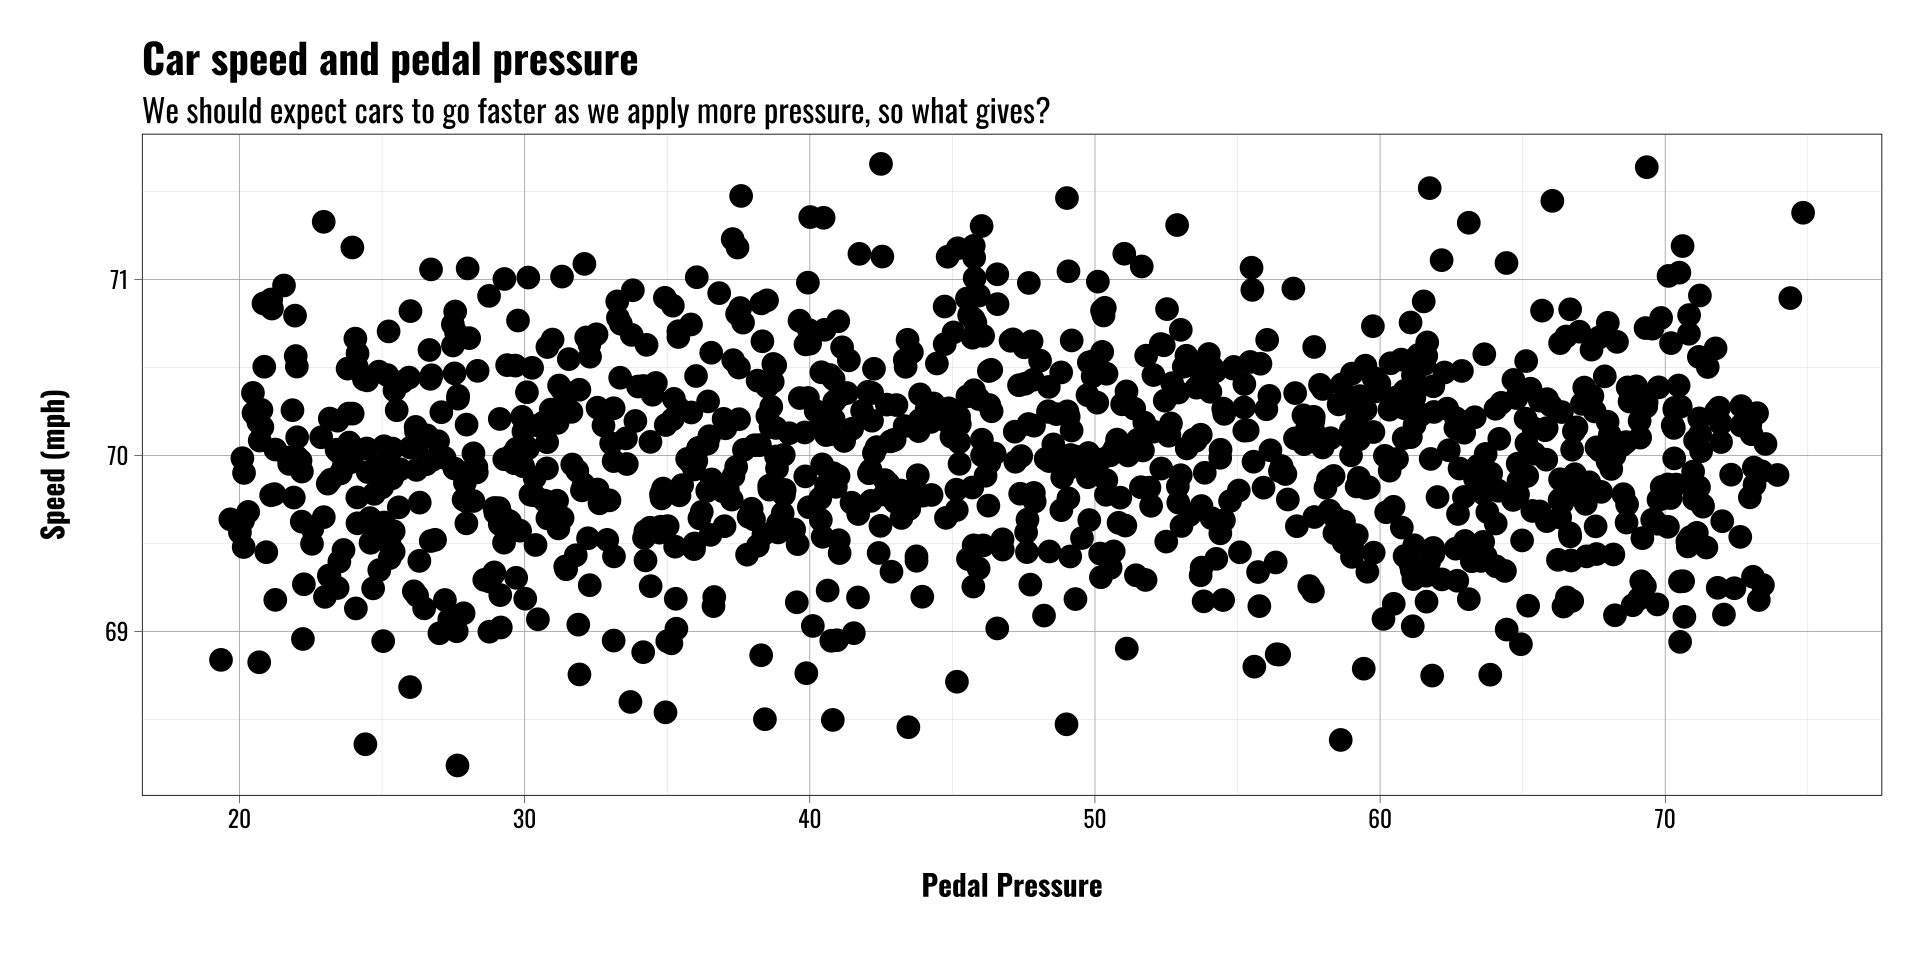 Car speed and pedal pressure
We should expect cars to go faster as we apply more pressure, so what gives?
Speed (mph)
71
70
69
20 30 40 50 60 70
Pedal Pressure